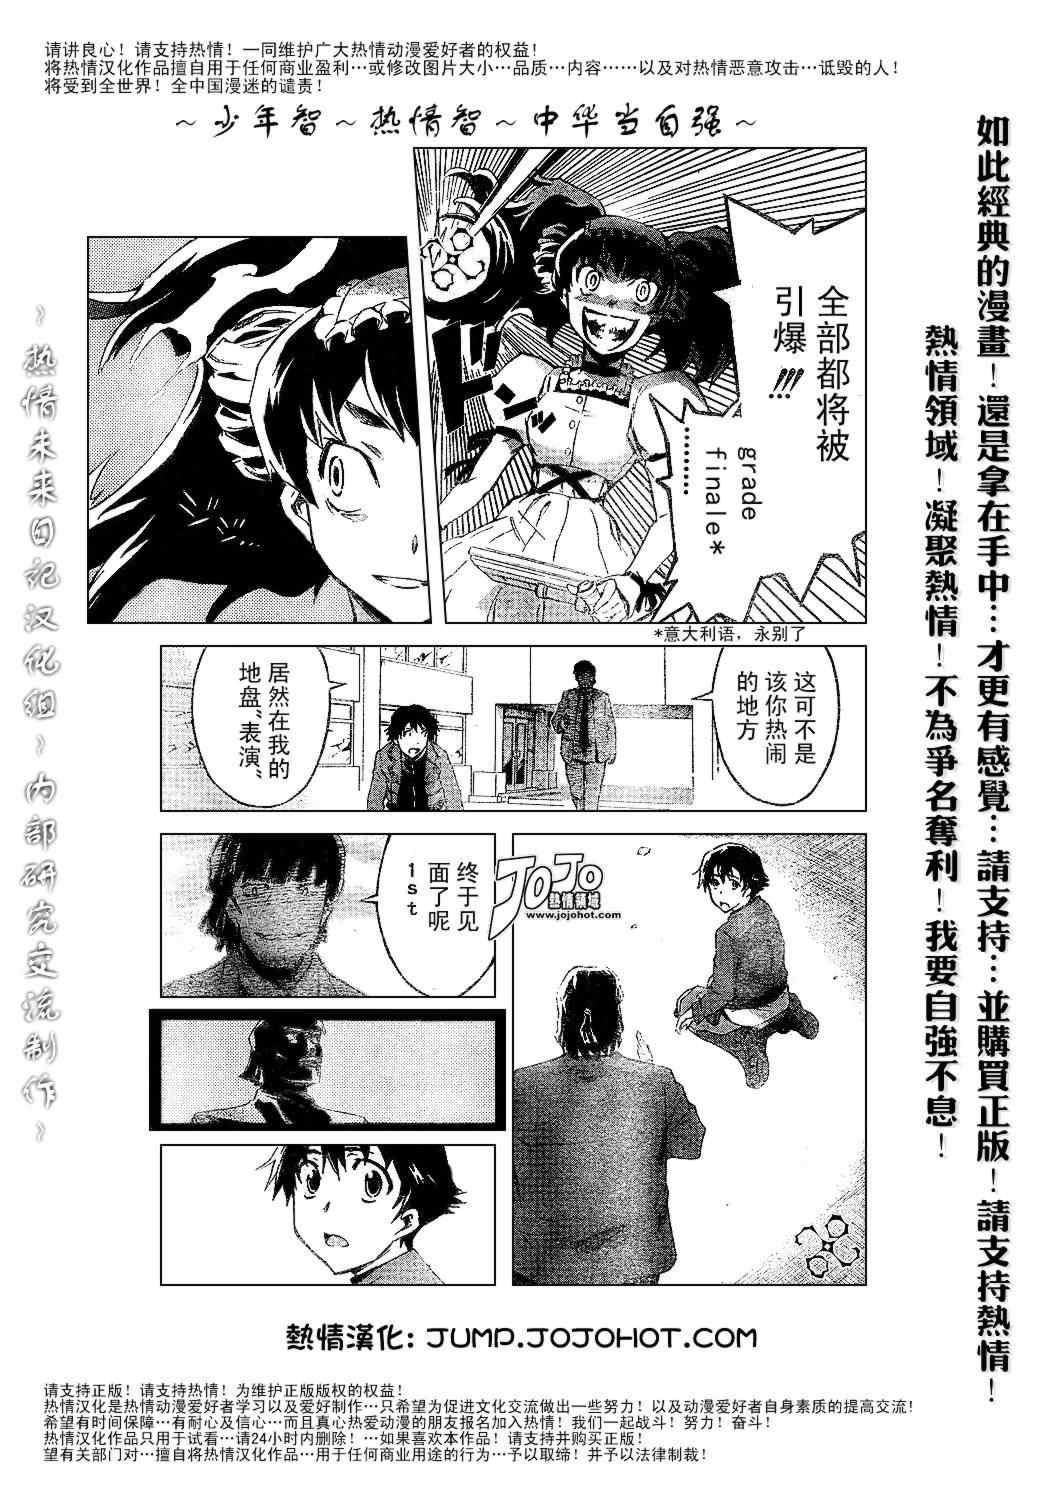 请讲良心！请支持热情！一同维护广大热情动漫爱好者的权益！
将热情汉化作品擅自用于任何商业盈利…或修改图片大小…品质…内容……以及对热情恶意攻击…诋毁的人！
将受到全世界！全中国漫迷的谴责！
～少年智～热情智～中华当自强～
如此經典的漫畫！還是拿在手中…才更有感覺…請支持…並購買正版！請支持熱情！
熱情領域！凝聚熱情！不為爭名奪利！我要自強不息！
全部都将被
引爆!!!
………
grade
finale*
ドドッ
*意大利语，永别了
这可不是
该你热闹
的地方
居然在我的
地盘〝表演〞
终于见
面了呢
1st
JOJO
熱情領域
www.jojohot.com
～热情未来日记汉化组～内部研究交流制作～
熱情漢化: JUMP.JOJOHOT.COM
请支持正版！请支持热情！为维护正版版权的权益！
热情汉化是热情动漫爱好者学习以及爱好制作…只希望为促进文化交流做出一些努力！以及动漫爱好者自身素质的提高交流！
希望有时间保障…有耐心及信心…而且真心热爱动漫的朋友报名加入热情！我们一起战斗！努力！奋斗！
热情汉化作品只用于试看…请24小时内删除！…如果喜欢本作品！请支持并购买正版！
望有关部门对…擅自将热情汉化作品…用于任何商业用途的行为…予以取缔！并予以法律制裁！